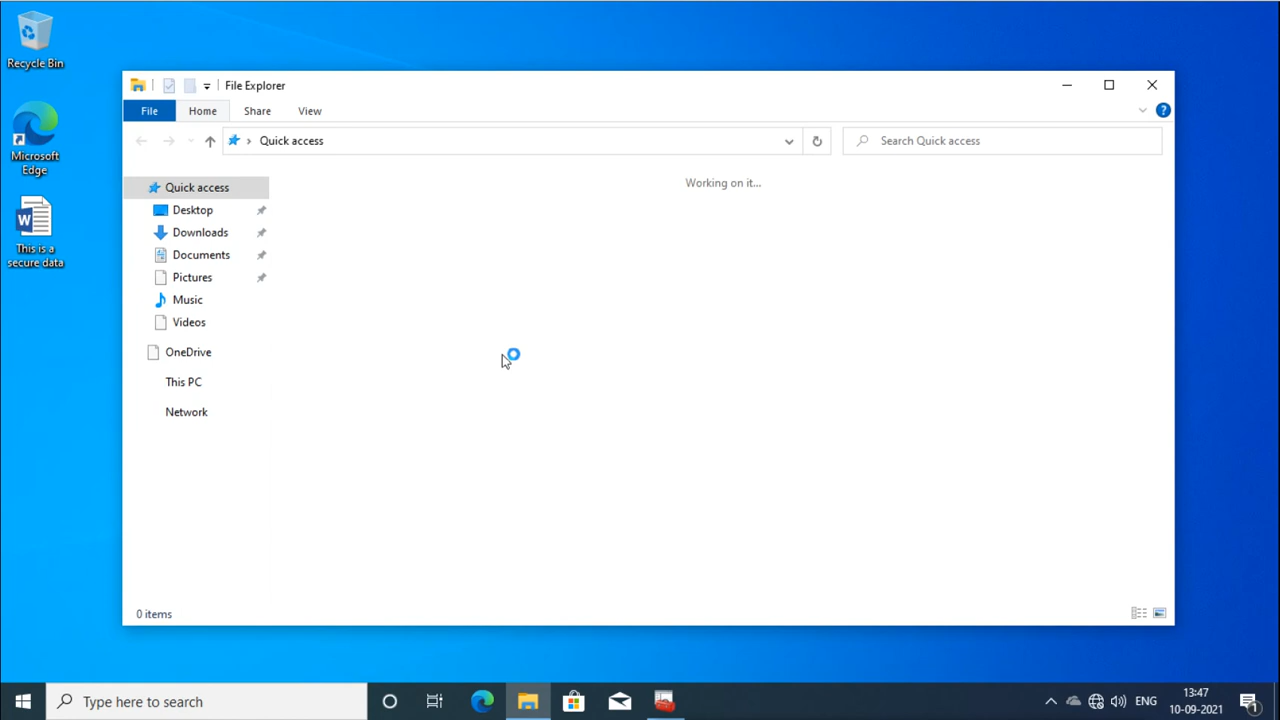 Recycle Bin
Microsoft
Edge
This is a
secure data
File Explorer
File Home Share View
Quick access
Search Quick access
Working on it...
Quick access
Desktop
Downloads
Documents
Pictures
Music
Videos
OneDrive
This PC
Network
0 items
Type here to search
ENG
13:47
10-09-2021
1